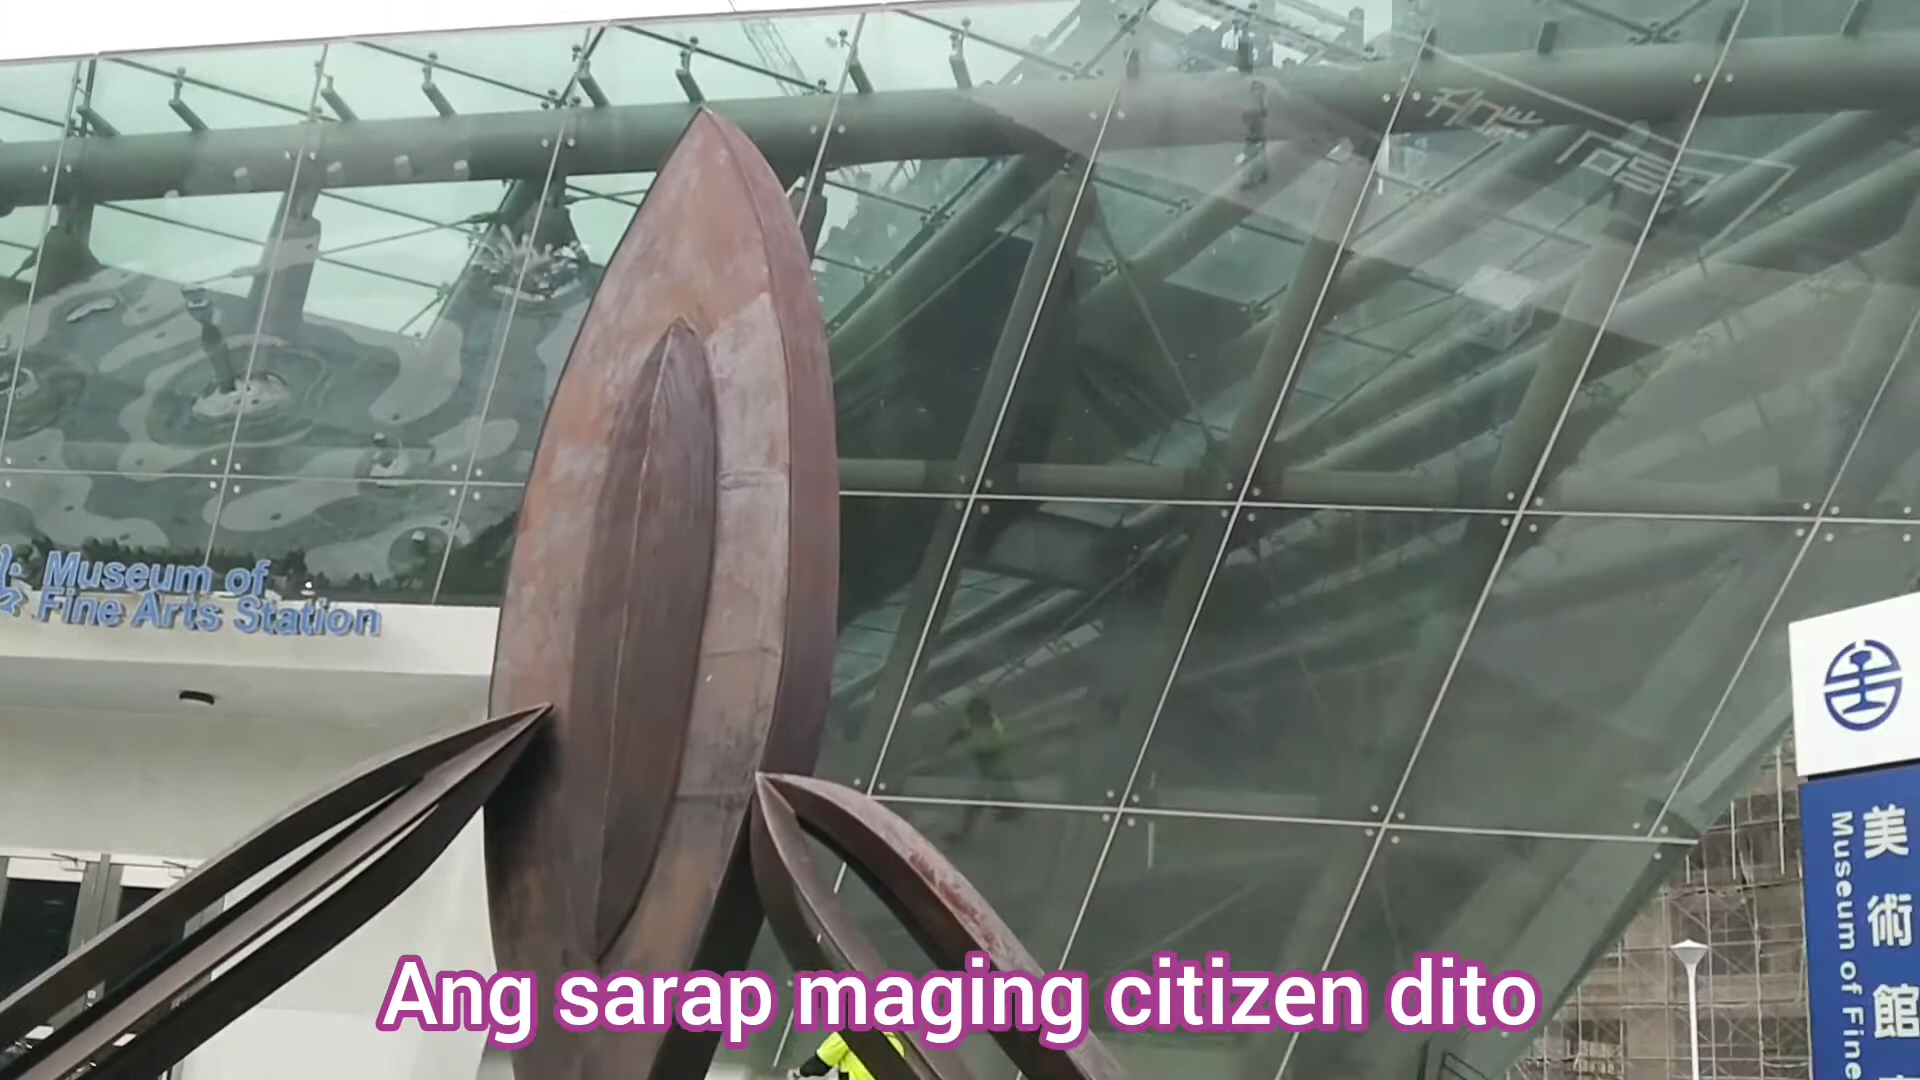 Museum of
Fine Arts Station
美術館
Museum of Fine
Ang sarap maging citizen dito